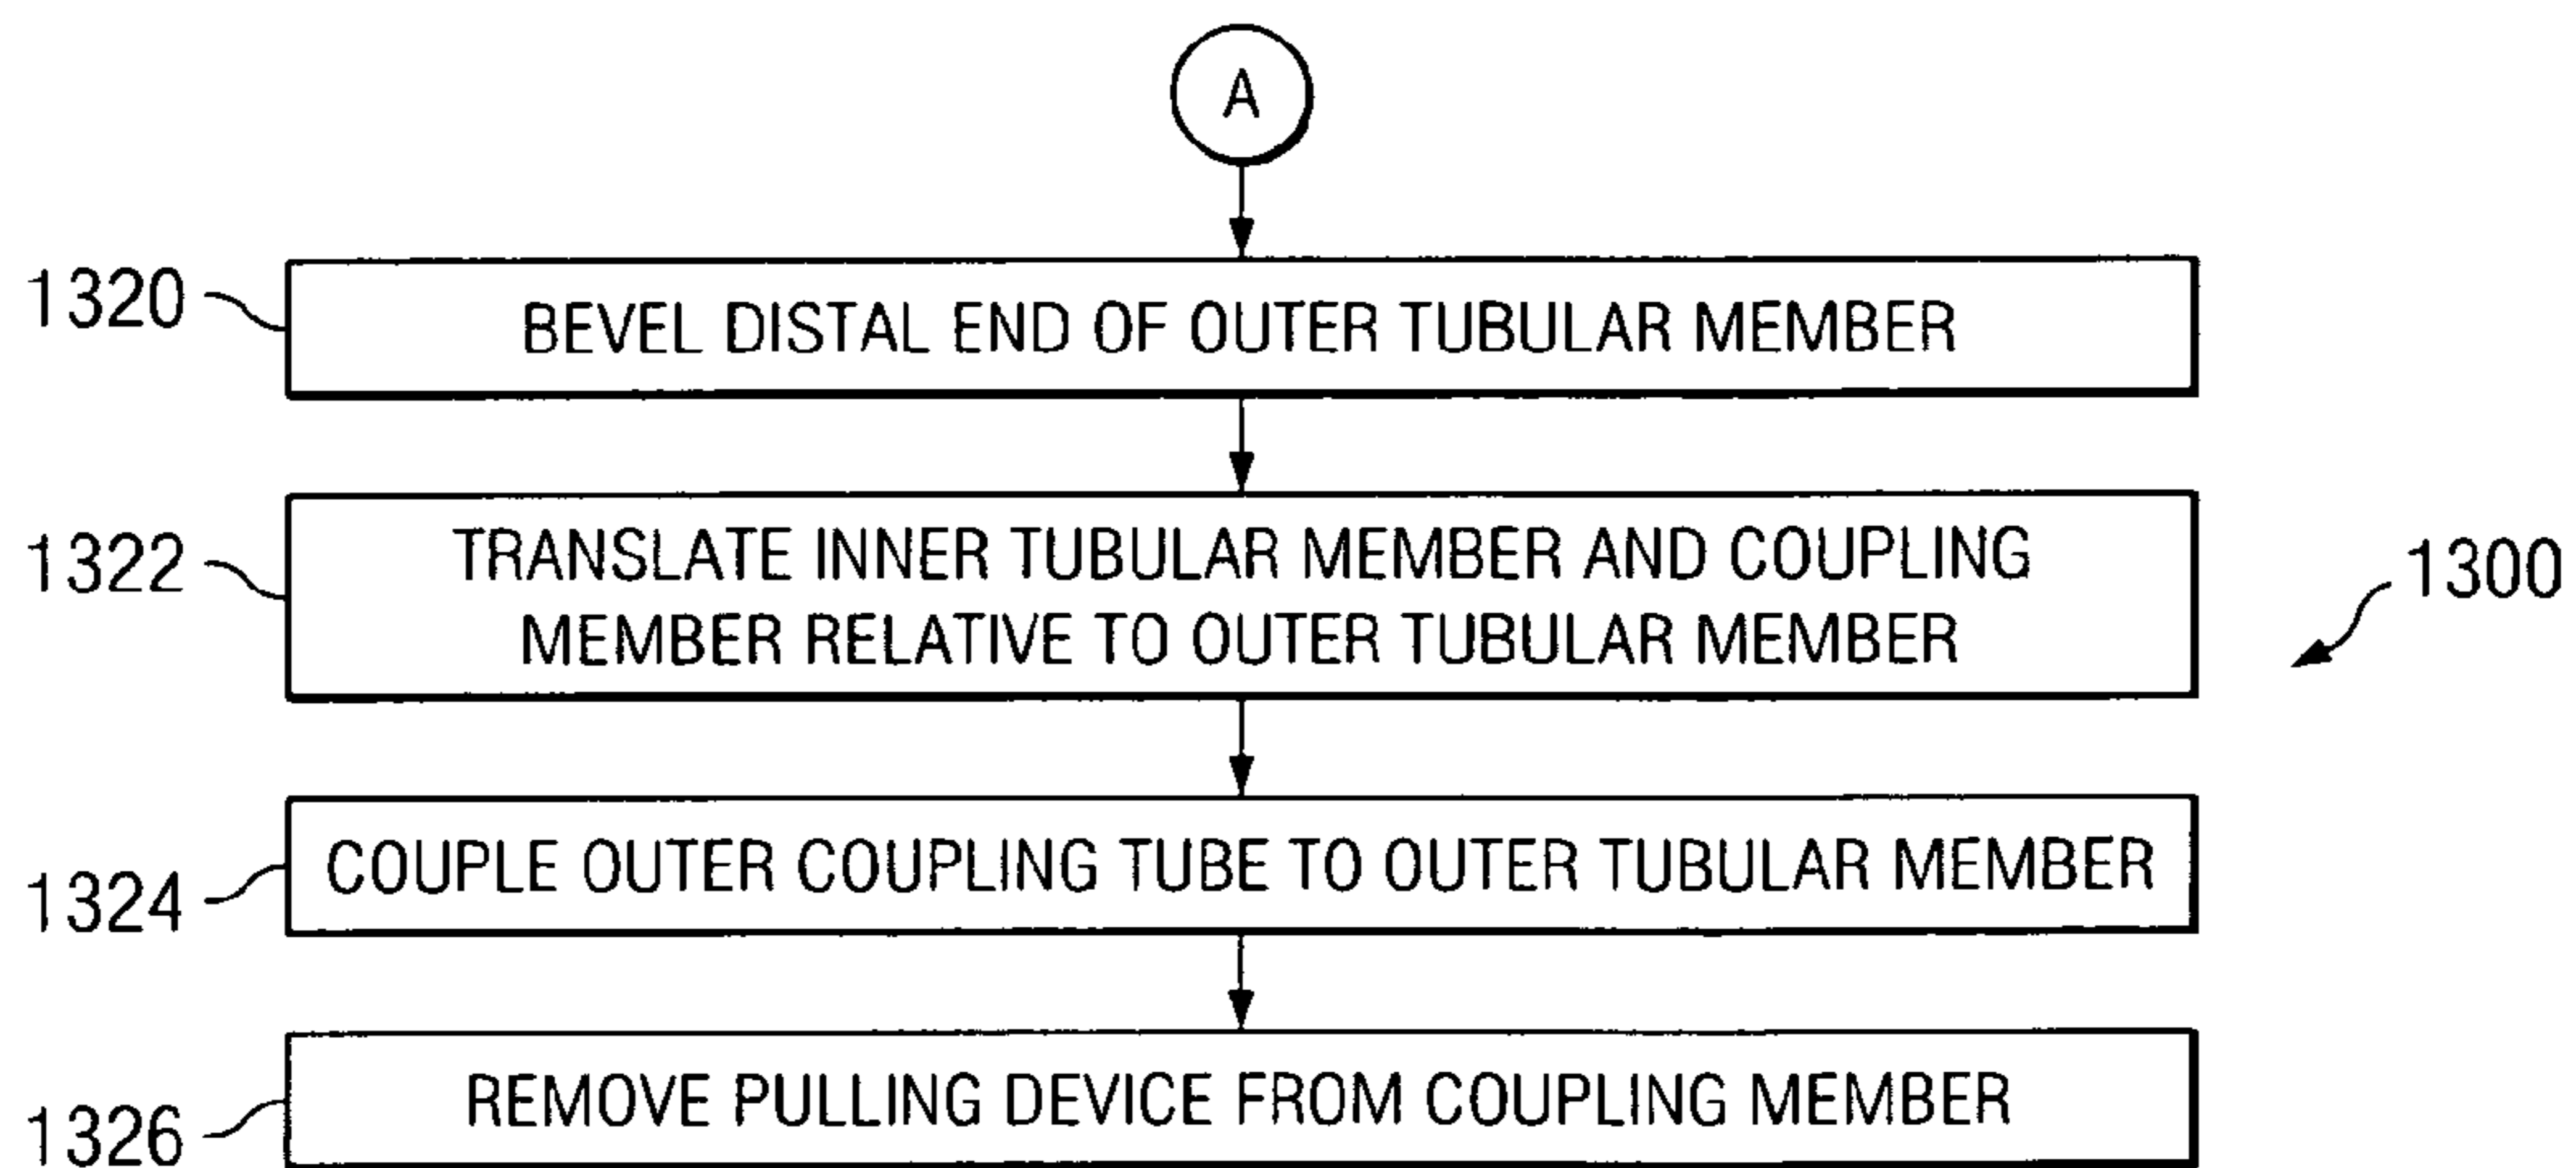 A
1320
BEVEL DISTAL END OF OUTER TUBULAR MEMBER
1322
TRANSLATE INNER TUBULAR MEMBER AND COUPLING
MEMBER RELATIVE TO OUTER TUBULAR MEMBER
1300
1324
COUPLE OUTER COUPLING TUBE TO OUTER TUBULAR MEMBER
1326
REMOVE PULLING DEVICE FROM COUPLING MEMBER